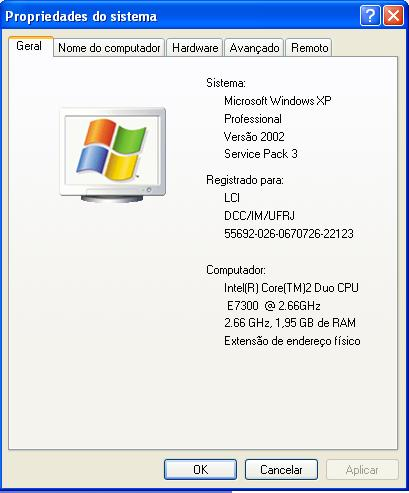 Propriedades do sistema
Geral
Nome do computador
Hardware
Avançado
Remoto
Sistema:
Microsoft Windows XP
Professional
Versão 2002
Service Pack 3
Registrado para:
LCI
DCC/IM/UFRJ
55692-026-0670726-22123
Computador:
Intel(R) Core(TM)2 Duo CPU
E7300 @ 2.66GHz
2.66 GHz, 1,95 GB de RAM
Extensão de endereço físico
OK
Cancelar
Aplicar